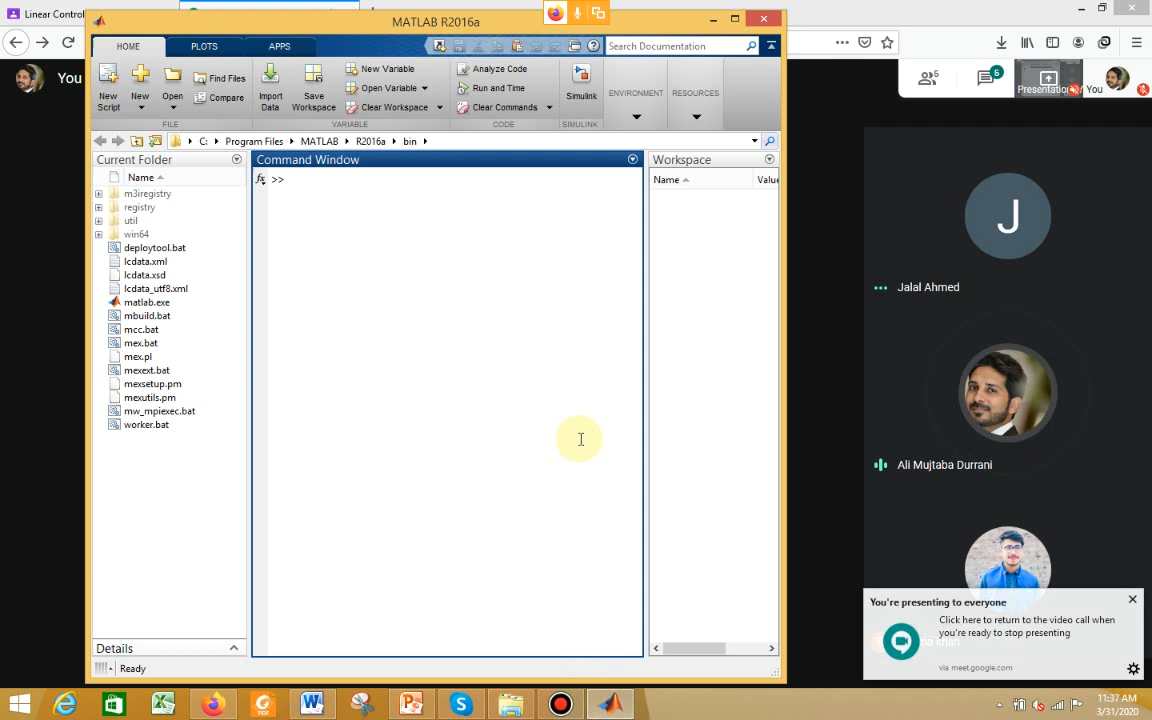 Linear Control
MATLAB R2016a
You
HOME
PLOTS
APPS
Search Documentation
New Script
New
Open
Find Files
Compare
FILE
Import Data
Save Workspace
New Variable
Open Variable
Clear Workspace
VARIABLE
Analyze Code
Run and Time
Clear Commands
CODE
Simulink
SIMULINK
ENVIRONMENT
RESOURCES
5
5
Presentation
You
C:
Program Files
MATLAB
R2016a
bin
Current Folder
Command Window
Workspace
Name
fx >>
Name
Value
m3iregistry
registry
util
win64
deploytool.bat
lcdata.xml
lcdata.xsd
lcdata_utf8.xml
matlab.exe
mbuild.bat
mcc.bat
mex.bat
mex.pl
mexext.bat
mexsetup.pm
mexutils.pm
mw_mpiexec.bat
worker.bat
Details
Ready
J
Jalal Ahmed
Ali Mujtaba Durrani
You're presenting to everyone
Click here to return to the video call when
you're ready to stop presenting
via meet.google.com
11:37 AM
3/31/2020